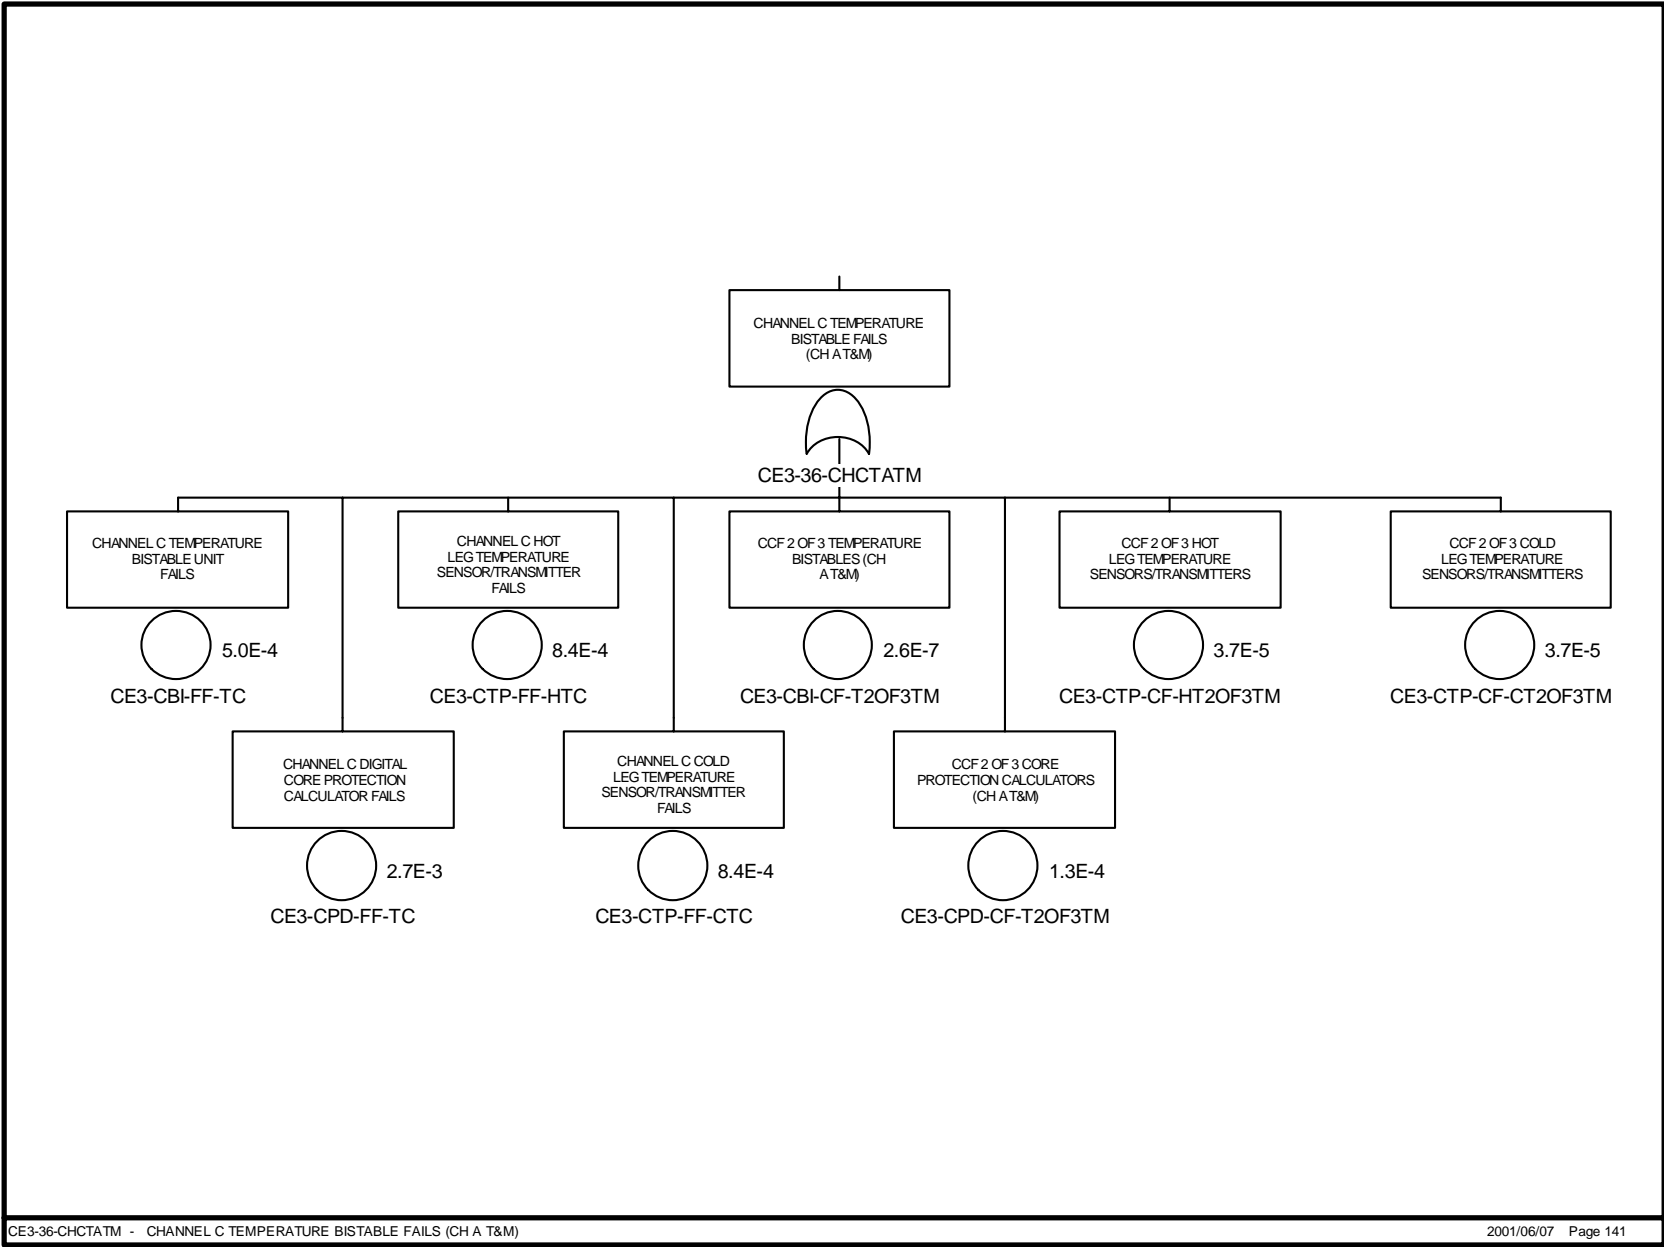 CHANNEL C TEMPERATURE
BISTABLE FAILS
(CH A T&M)
CE3-36-CHCTATM
CHANNEL C TEMPERATURE
BISTABLE UNIT
FAILS
5.0E-4
CE3-CBI-FF-TC
CHANNEL C HOT
LEG TEMPERATURE
SENSOR/TRANSMITTER
FAILS
8.4E-4
CE3-CTP-FF-HTC
CCF 2 OF 3 TEMPERATURE
BISTABLES (CH
A T&M)
2.6E-7
CE3-CBI-CF-T2OF3TM
CCF 2 OF 3 HOT
LEG TEMPERATURE
SENSORS/TRANSMITTERS
3.7E-5
CE3-CTP-CF-HT2OF3TM
CCF 2 OF 3 COLD
LEG TEMPERATURE
SENSORS/TRANSMITTERS
3.7E-5
CE3-CTP-CF-CT2OF3TM
CHANNEL C DIGITAL
CORE PROTECTION
CALCULATOR FAILS
2.7E-3
CE3-CPD-FF-TC
CHANNEL C COLD
LEG TEMPERATURE
SENSOR/TRANSMITTER
FAILS
8.4E-4
CE3-CTP-FF-CTC
CCF 2 OF 3 CORE
PROTECTION CALCULATORS
(CH A T&M)
1.3E-4
CE3-CPD-CF-T2OF3TM
CE3-36-CHCTATM - CHANNEL C TEMPERATURE BISTABLE FAILS (CH A T&M)
2001/06/07 Page 141